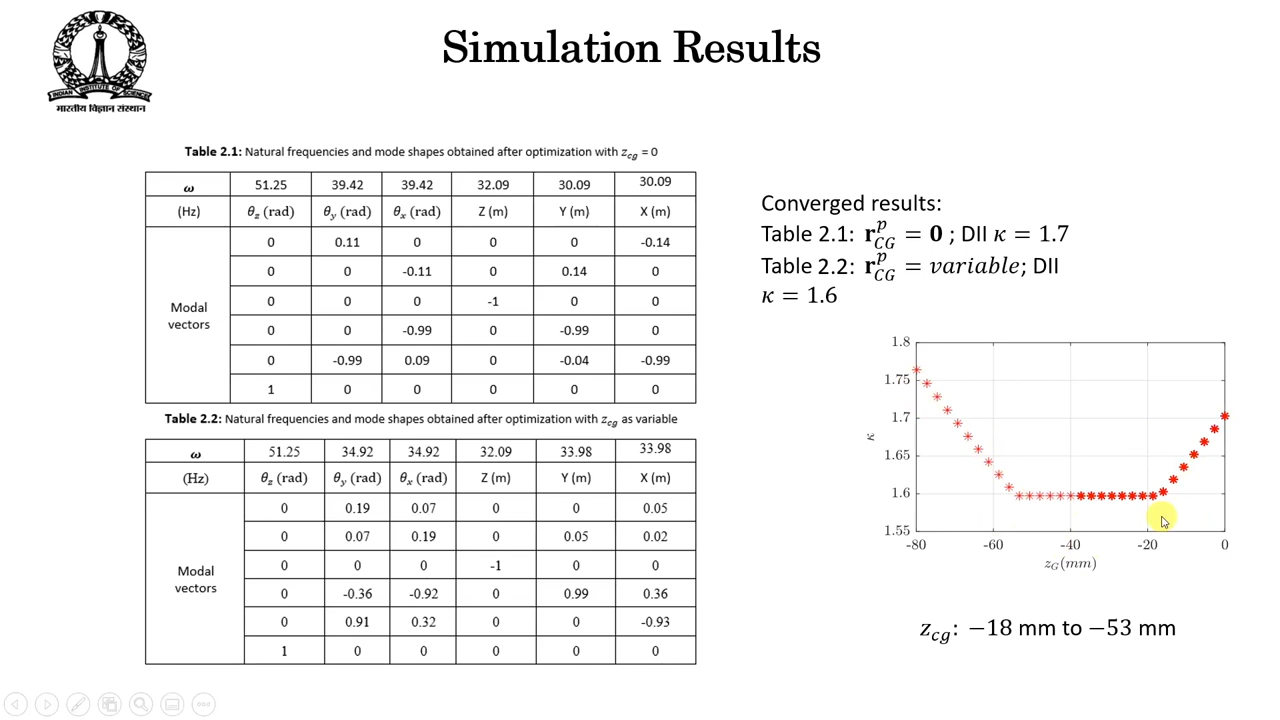 Simulation Results
INDIAN INSTITUTE OF SCIENCE
भारतीय विज्ञान संस्थान
Table 2.1: Natural frequencies and mode shapes obtained after optimization with z_cg = 0
ω 51.25 39.42 39.42 32.09 30.09 30.09
(Hz) θ_z (rad) θ_y (rad) θ_x (rad) Z (m) Y (m) X (m)
Modal vectors
0 0.11 0 0 0 -0.14
0 0 -0.11 0 0.14 0
0 0 0 -1 0 0
0 0 -0.99 0 -0.99 0
0 -0.99 0.09 0 -0.04 -0.99
1 0 0 0 0 0
Table 2.2: Natural frequencies and mode shapes obtained after optimization with z_cg as variable
ω 51.25 34.92 34.92 32.09 33.98 33.98
(Hz) θ_z (rad) θ_y (rad) θ_x (rad) Z (m) Y (m) X (m)
Modal vectors
0 0.19 0.07 0 0 0.05
0 0.07 0.19 0 0.05 0.02
0 0 0 -1 0 0
0 -0.36 -0.92 0 0.99 0.36
0 0.91 0.32 0 0 -0.93
1 0 0 0 0 0
Converged results:
Table 2.1: r^p_CG = 0 ; DII κ = 1.7
Table 2.2: r^p_CG = variable; DII
κ = 1.6
1.8
1.75
1.7
1.65
1.6
1.55
κ
-80 -60 -40 -20 0
z_G(mm)
z_cg: −18 mm to −53 mm